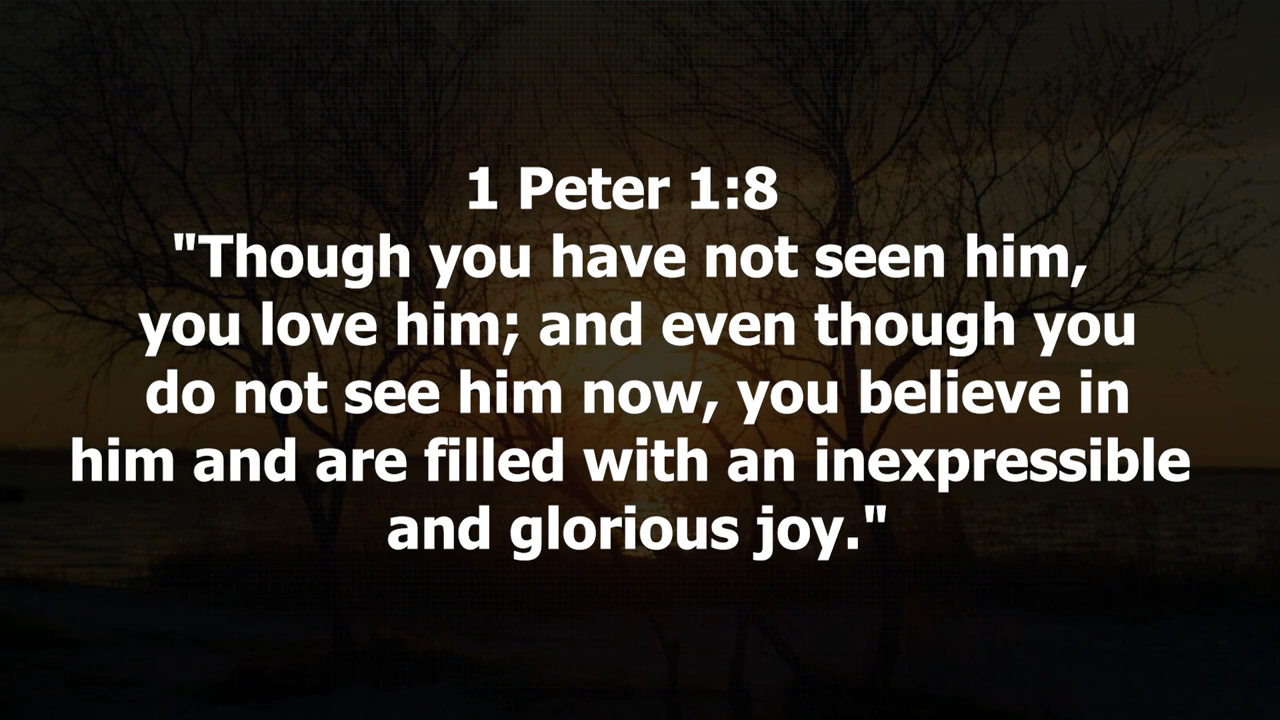 1 Peter 1:8
"Though you have not seen him,
you love him; and even though you
do not see him now, you believe in
him and are filled with an inexpressible
and glorious joy."